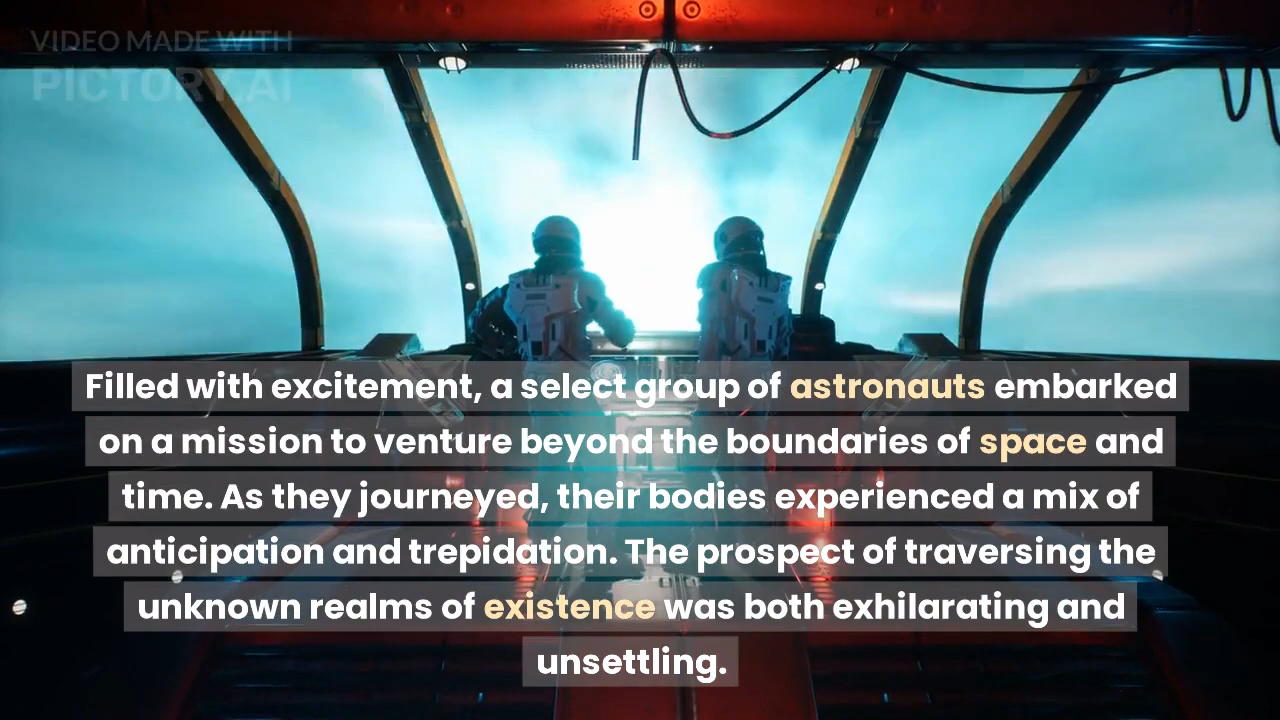 VIDEO MADE WITH
PICTORY.AI
Filled with excitement, a select group of astronauts embarked
on a mission to venture beyond the boundaries of space and
time. As they journeyed, their bodies experienced a mix of
anticipation and trepidation. The prospect of traversing the
unknown realms of existence was both exhilarating and
unsettling.